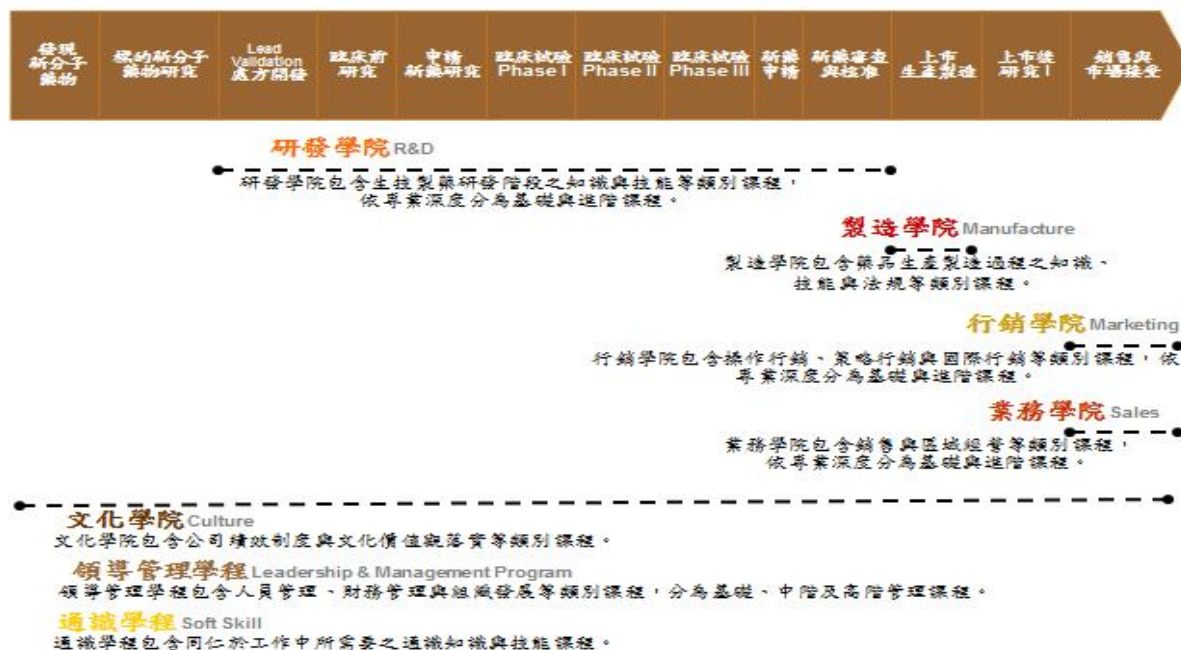 發現
新分子
藥物
標的新分子
藥物研究
Lead
Validation
處方開發
臨床前
研究
申請
新藥研究
臨床試驗
Phase I
臨床試驗
Phase II
臨床試驗
Phase III
新藥
申請
新藥審查
與核准
上市
生產製造
上市後
研究 I
銷售與
市場接受
研發學院 R&D
研發學院包含生技製藥研發階段之知識與技能等類別課程，
依專業深度分為基礎與進階課程。
製造學院 Manufacture
製造學院包含藥品生產製造過程之知識、
技能與法規等類別課程。
行銷學院 Marketing
行銷學院包含操作行銷、策略行銷與國際行銷等類別課程，依
專業深度分為基礎與進階課程。
業務學院 Sales
業務學院包含銷售與區域經營等類別課程，
依專業深度分為基礎與進階課程。
文化學院 Culture
文化學院包含公司績效制度與文化價值觀落實等類別課程。
領導管理學程 Leadership & Management Program
領導管理學程包含人員管理、財務管理與組織發展等類別課程，分為基礎、中階及高階管理課程。
通識學程 Soft Skill
通識學程包含同仁於工作中所需要之通識知識與技能課程。